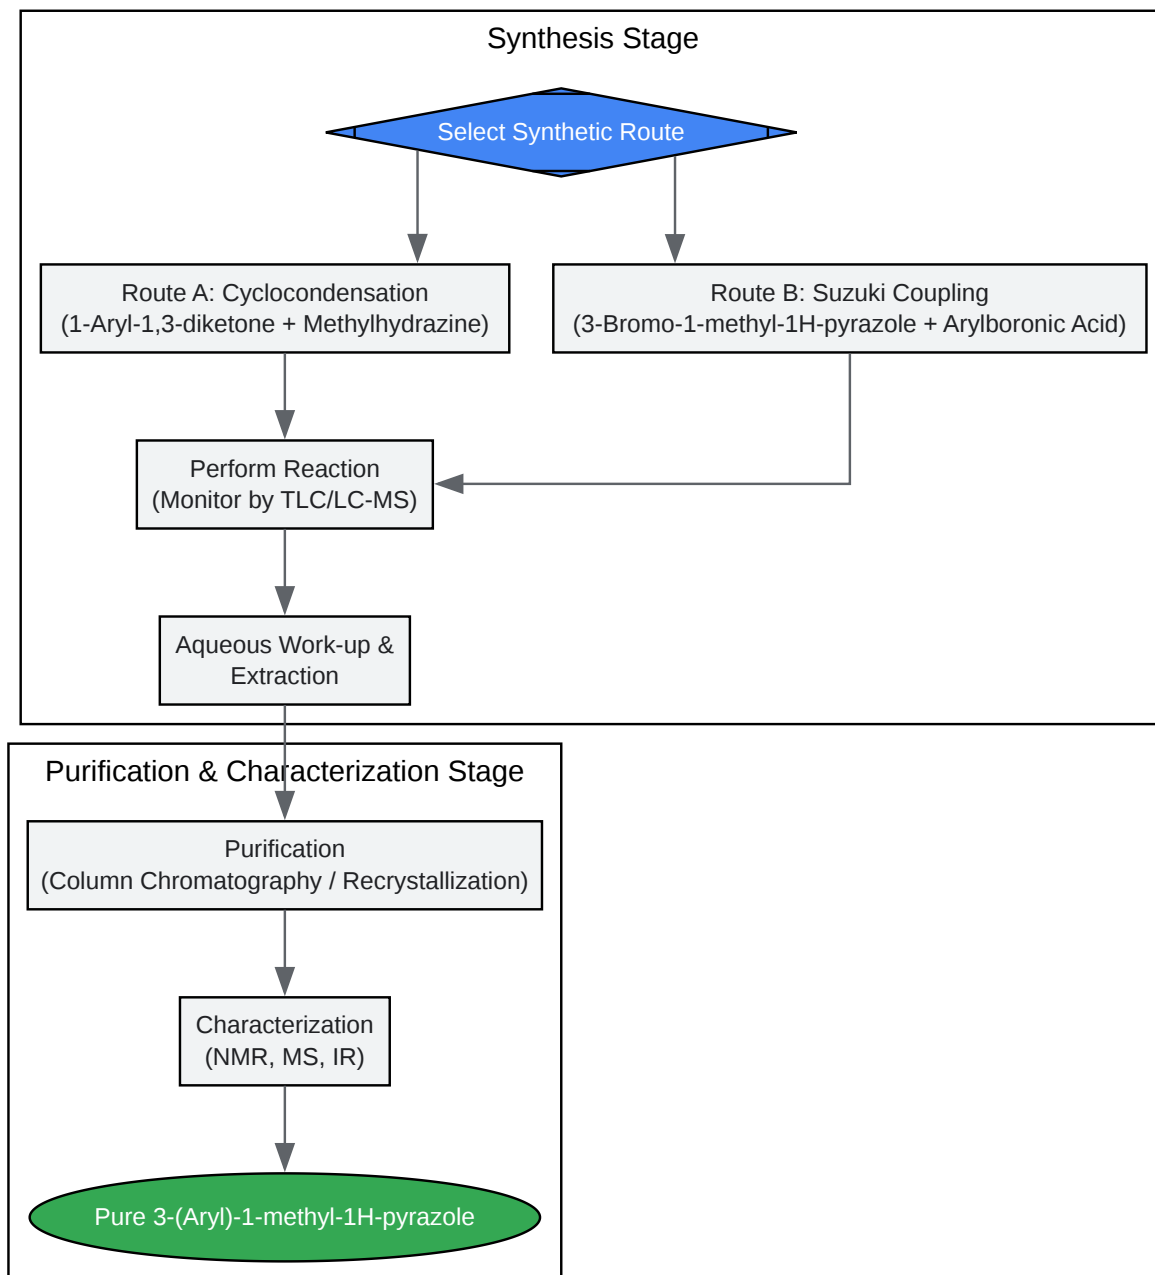 Synthesis Stage
Select Synthetic Route
Route A: Cyclocondensation
(1-Aryl-1,3-diketone + Methylhydrazine)
Route B: Suzuki Coupling
(3-Bromo-1-methyl-1H-pyrazole + Arylboronic Acid)
Perform Reaction
(Monitor by TLC/LC-MS)
Aqueous Work-up &
Extraction
Purification & Characterization Stage
Purification
(Column Chromatography / Recrystallization)
Characterization
(NMR, MS, IR)
Pure 3-(Aryl)-1-methyl-1H-pyrazole